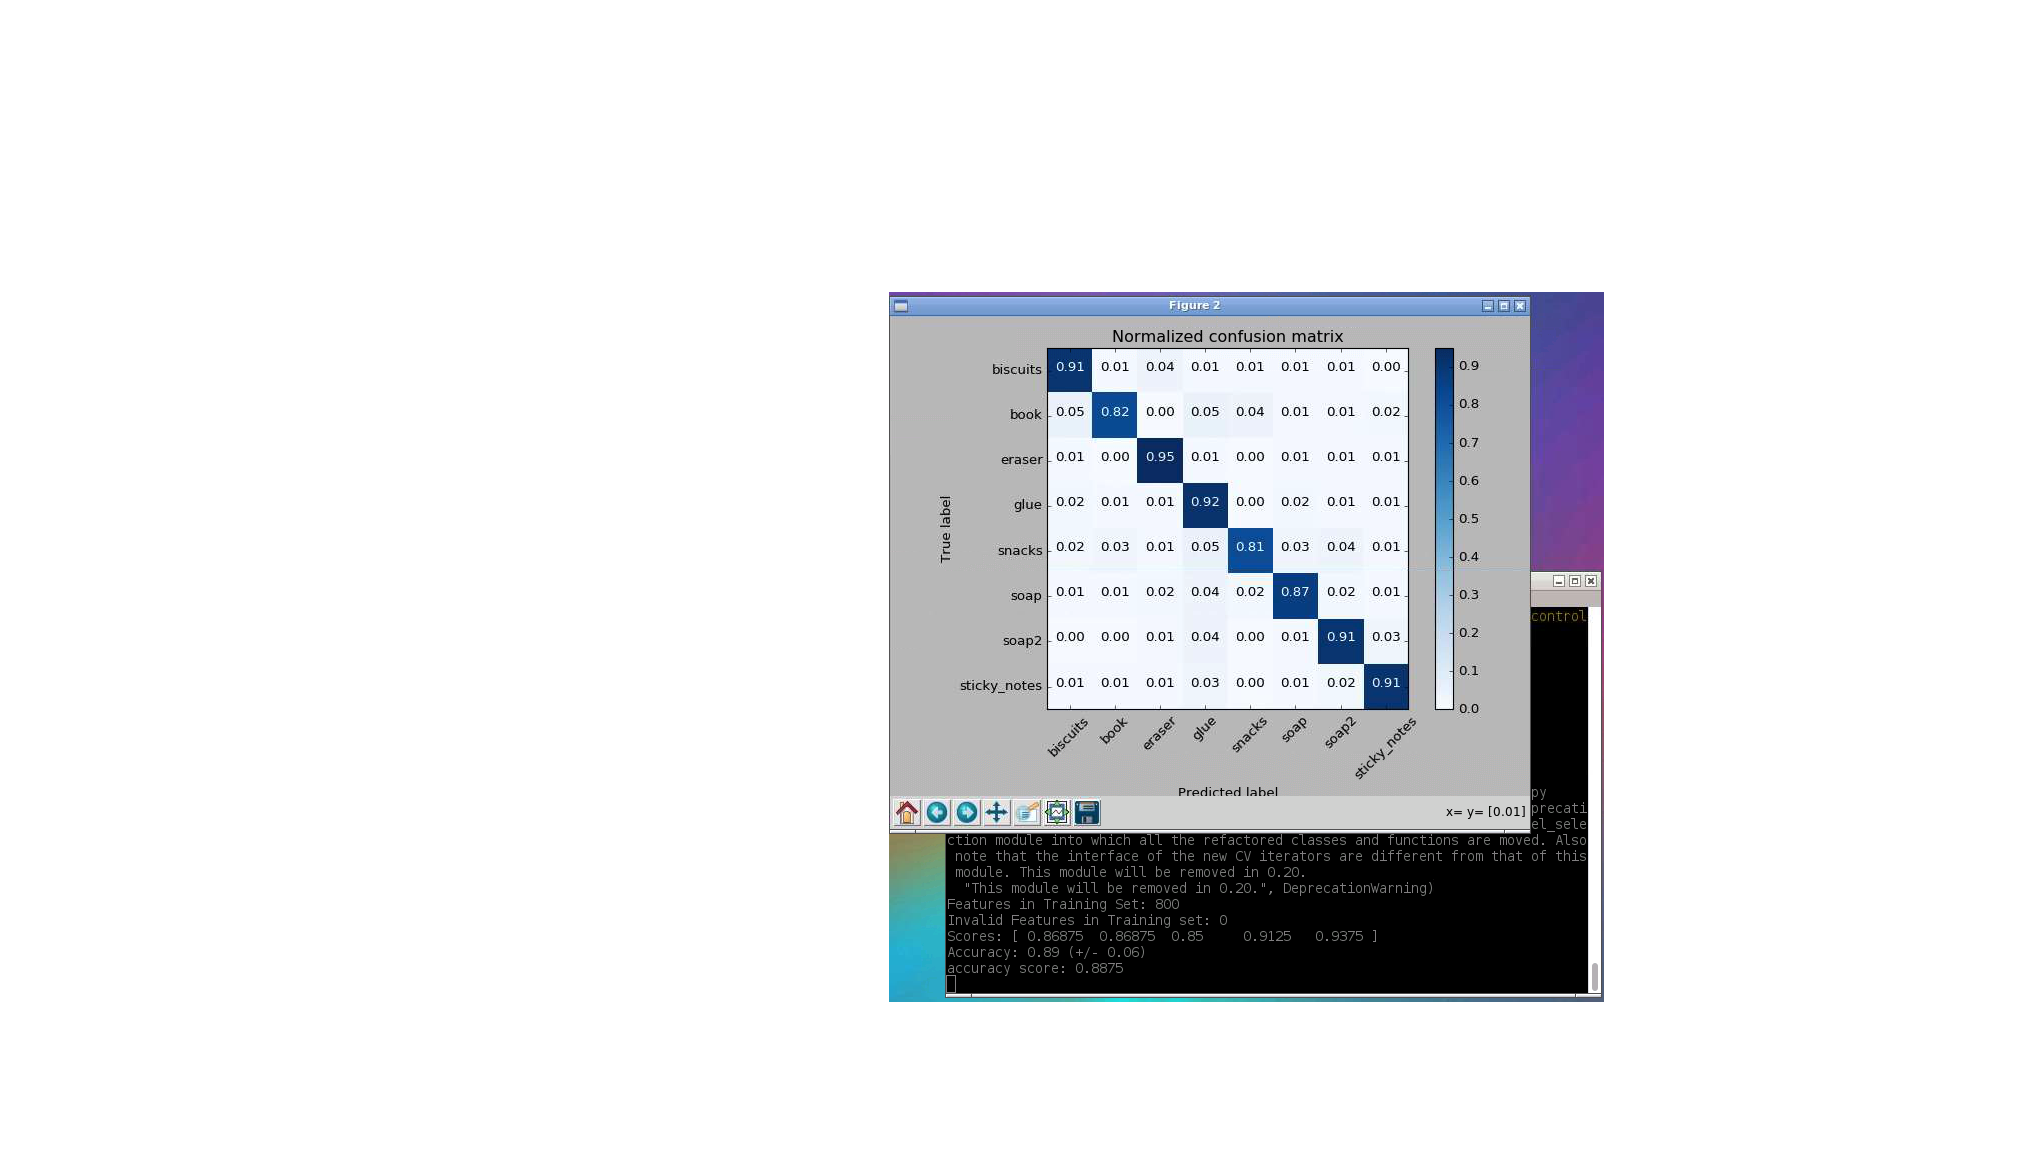 Figure 2
Normalized confusion matrix
biscuits 0.91 0.01 0.04 0.01 0.01 0.01 0.01 0.00 0.9
book 0.05 0.82 0.00 0.05 0.04 0.01 0.01 0.02 0.8
0.7
eraser 0.01 0.00 0.95 0.01 0.00 0.01 0.01 0.01 0.6
glue 0.02 0.01 0.01 0.92 0.00 0.02 0.01 0.01 0.5
True label
snacks 0.02 0.03 0.01 0.05 0.81 0.03 0.04 0.01 0.4
soap 0.01 0.01 0.02 0.04 0.02 0.87 0.02 0.01 0.3
soap2 0.00 0.00 0.01 0.04 0.00 0.01 0.91 0.03 0.2
sticky_notes 0.01 0.01 0.01 0.03 0.00 0.01 0.02 0.91 0.1
0.0
biscuits book eraser glue snacks soap soap2 sticky_notes
Predicted label
x= y= [0.01]
control
py
precati
el_sele
ction module into which all the refactored classes and functions are moved. Also
note that the interface of the new CV iterators are different from that of this
module. This module will be removed in 0.20.
"This module will be removed in 0.20.", DeprecationWarning)
Features in Training Set: 800
Invalid Features in Training set: 0
Scores: [ 0.86875 0.86875 0.85 0.9125 0.9375 ]
Accuracy: 0.89 (+/- 0.06)
accuracy score: 0.8875